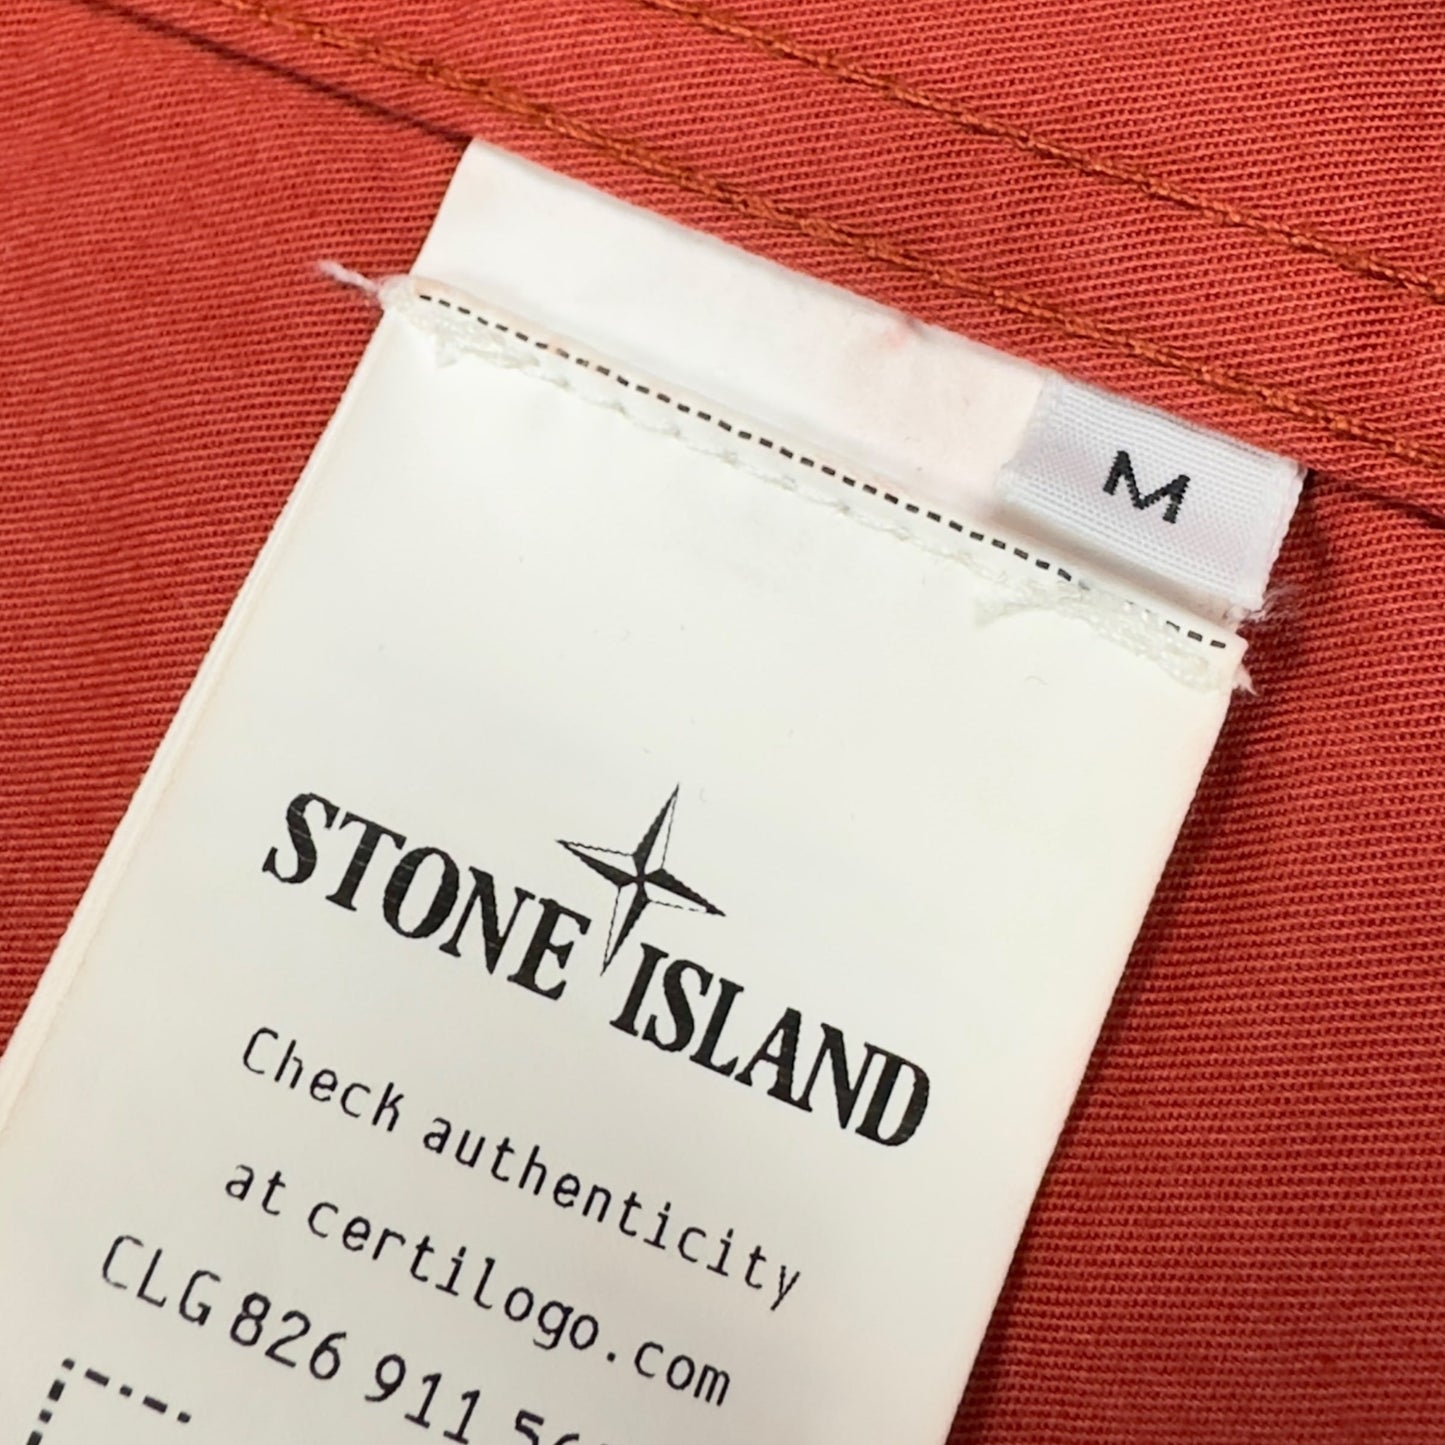 M
STONE ISLAND
Check authenticity
at certilogo.com
CLG 826 911